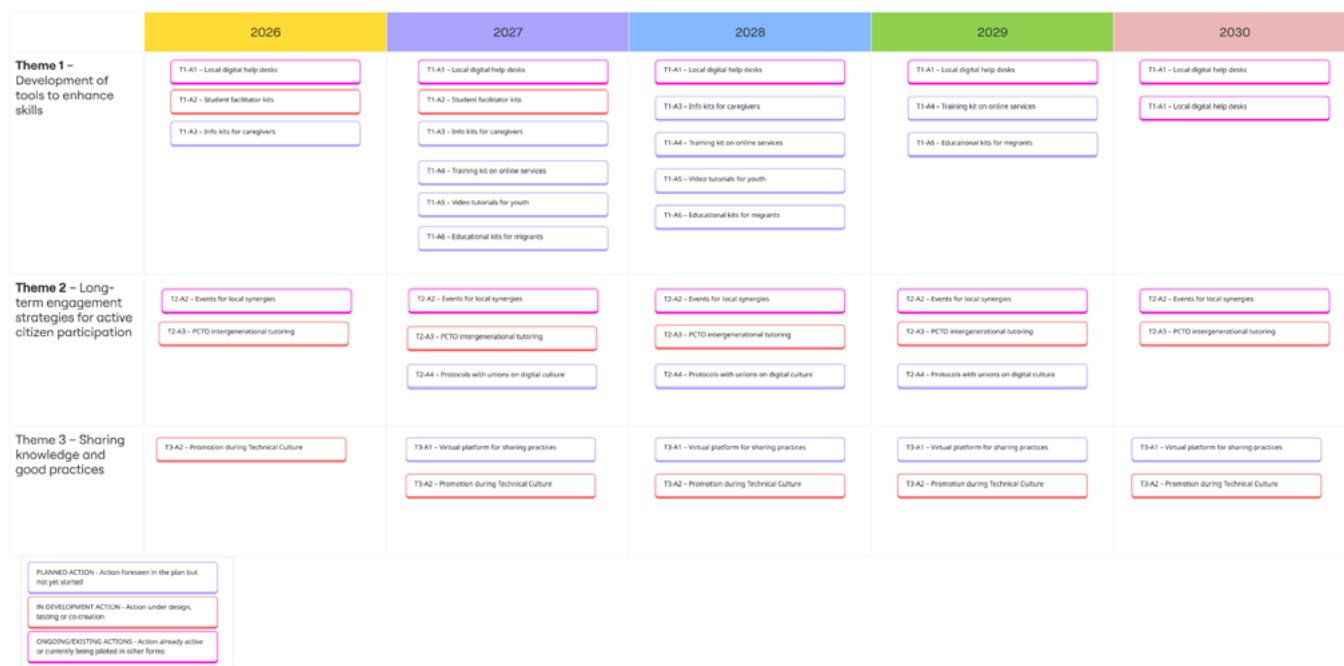 2026
2027
2028
2029
2030
Theme 1 –
Development of
tools to enhance
skills
T1-A1 – Local digital help desks
T1-A2 – Student facilitator kits
T1-A3 – Info kits for caregivers
T1-A1 – Local digital help desks
T1-A2 – Student facilitator kits
T1-A3 – Info kits for caregivers
T1-A4 – Training kit on online services
T1-A5 – Video tutorials for youth
T1-A6 – Educational kits for migrants
T1-A1 – Local digital help desks
T1-A3 – Info kits for caregivers
T1-A4 – Training kit on online services
T1-A5 – Video tutorials for youth
T1-A6 – Educational kits for migrants
T1-A1 – Local digital help desks
T1-A4 – Training kit on online services
T1-A6 – Educational kits for migrants
T1-A1 – Local digital help desks
T1-A1 – Local digital help desks
Theme 2 – Long-
term engagement
strategies for active
citizen participation
T2-A2 – Events for local synergies
T2-A3 – PCTO intergenerational tutoring
T2-A2 – Events for local synergies
T2-A3 – PCTO intergenerational tutoring
T2-A4 – Protocols with unions on digital culture
T2-A2 – Events for local synergies
T2-A3 – PCTO intergenerational tutoring
T2-A4 – Protocols with unions on digital culture
T2-A2 – Events for local synergies
T2-A3 – PCTO intergenerational tutoring
T2-A4 – Protocols with unions on digital culture
T2-A2 – Events for local synergies
T2-A3 – PCTO intergenerational tutoring
Theme 3 – Sharing
knowledge and
good practices
T3-A2 – Promotion during Technical Culture
T3-A1 – Virtual platform for sharing practices
T3-A2 – Promotion during Technical Culture
T3-A1 – Virtual platform for sharing practices
T3-A2 – Promotion during Technical Culture
T3-A1 – Virtual platform for sharing practices
T3-A2 – Promotion during Technical Culture
T3-A1 – Virtual platform for sharing practices
T3-A2 – Promotion during Technical Culture
PLANNED ACTION - Action foreseen in the plan but
not yet started
IN DEVELOPMENT ACTION - Action under design,
testing or co-creation
ONGOING/EXISTING ACTIONS - Action already active
or currently being piloted in other forms